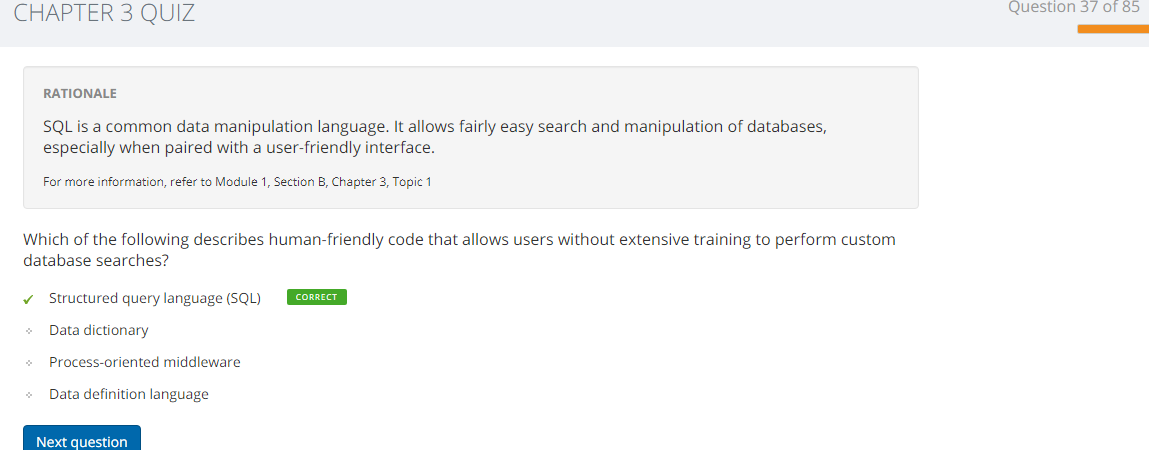 CHAPTER 3 QUIZ
Question 37 of 85
RATIONALE
SQL is a common data manipulation language. It allows fairly easy search and manipulation of databases,
especially when paired with a user-friendly interface.
For more information, refer to Module 1, Section B, Chapter 3, Topic 1
Which of the following describes human-friendly code that allows users without extensive training to perform custom
database searches?
Structured query language (SQL) CORRECT
Data dictionary
Process-oriented middleware
Data definition language
Next question